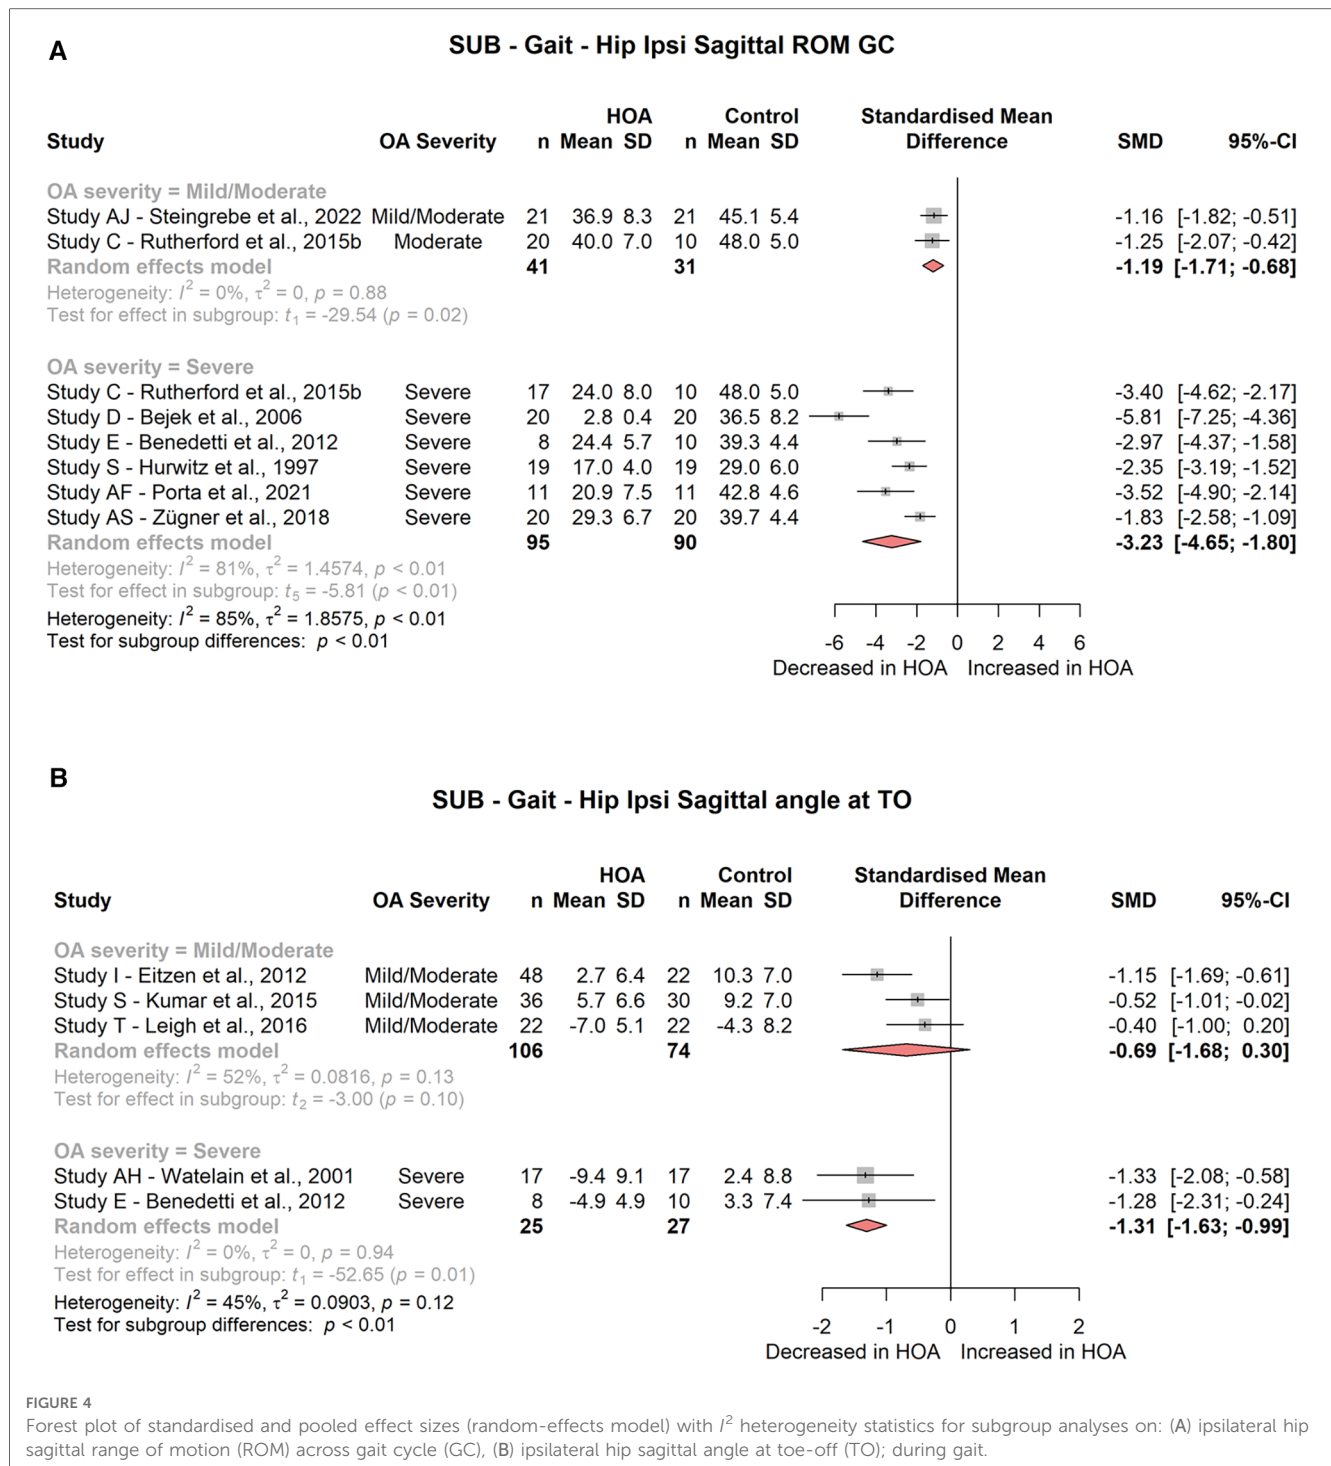 A
SUB - Gait - Hip Ipsi Sagittal ROM GC
HOA Control Standardised Mean
Study OA Severity n Mean SD n Mean SD Difference SMD 95%-CI
OA severity = Mild/Moderate
Study AJ - Steingrebe et al., 2022 Mild/Moderate 21 36.9 8.3 21 45.1 5.4 -1.16 [-1.82; -0.51]
Study C - Rutherford et al., 2015b Moderate 20 40.0 7.0 10 48.0 5.0 -1.25 [-2.07; -0.42]
Random effects model 41 31 -1.19 [-1.71; -0.68]
Heterogeneity: I² = 0%, τ² = 0, p = 0.88
Test for effect in subgroup: t₁ = -29.54 (p = 0.02)
OA severity = Severe
Study C - Rutherford et al., 2015b Severe 17 24.0 8.0 10 48.0 5.0 -3.40 [-4.62; -2.17]
Study D - Bejek et al., 2006 Severe 20 2.8 0.4 20 36.5 8.2 -5.81 [-7.25; -4.36]
Study E - Benedetti et al., 2012 Severe 8 24.4 5.7 10 39.3 4.4 -2.97 [-4.37; -1.58]
Study S - Hurwitz et al., 1997 Severe 19 17.0 4.0 19 29.0 6.0 -2.35 [-3.19; -1.52]
Study AF - Porta et al., 2021 Severe 11 20.9 7.5 11 42.8 4.6 -3.52 [-4.90; -2.14]
Study AS - Zügner et al., 2018 Severe 20 29.3 6.7 20 39.7 4.4 -1.83 [-2.58; -1.09]
Random effects model 95 90 -3.23 [-4.65; -1.80]
Heterogeneity: I² = 81%, τ² = 1.4574, p < 0.01
Test for effect in subgroup: t₅ = -5.81 (p < 0.01)
Heterogeneity: I² = 85%, τ² = 1.8575, p < 0.01
Test for subgroup differences: p < 0.01
-6 -4 -2 0 2 4 6
Decreased in HOA Increased in HOA
B
SUB - Gait - Hip Ipsi Sagittal angle at TO
HOA Control Standardised Mean
Study OA Severity n Mean SD n Mean SD Difference SMD 95%-CI
OA severity = Mild/Moderate
Study I - Eitzen et al., 2012 Mild/Moderate 48 2.7 6.4 22 10.3 7.0 -1.15 [-1.69; -0.61]
Study S - Kumar et al., 2015 Mild/Moderate 36 5.7 6.6 30 9.2 7.0 -0.52 [-1.01; -0.02]
Study T - Leigh et al., 2016 Mild/Moderate 22 -7.0 5.1 22 -4.3 8.2 -0.40 [-1.00; 0.20]
Random effects model 106 74 -0.69 [-1.68; 0.30]
Heterogeneity: I² = 52%, τ² = 0.0816, p = 0.13
Test for effect in subgroup: t₂ = -3.00 (p = 0.10)
OA severity = Severe
Study AH - Watelain et al., 2001 Severe 17 -9.4 9.1 17 2.4 8.8 -1.33 [-2.08; -0.58]
Study E - Benedetti et al., 2012 Severe 8 -4.9 4.9 10 3.3 7.4 -1.28 [-2.31; -0.24]
Random effects model 25 27 -1.31 [-1.63; -0.99]
Heterogeneity: I² = 0%, τ² = 0, p = 0.94
Test for effect in subgroup: t₁ = -52.65 (p = 0.01)
Heterogeneity: I² = 45%, τ² = 0.0903, p = 0.12
Test for subgroup differences: p < 0.01
-2 -1 0 1 2
Decreased in HOA Increased in HOA
FIGURE 4
Forest plot of standardised and pooled effect sizes (random-effects model) with I² heterogeneity statistics for subgroup analyses on: (A) ipsilateral hip
sagittal range of motion (ROM) across gait cycle (GC), (B) ipsilateral hip sagittal angle at toe-off (TO); during gait.